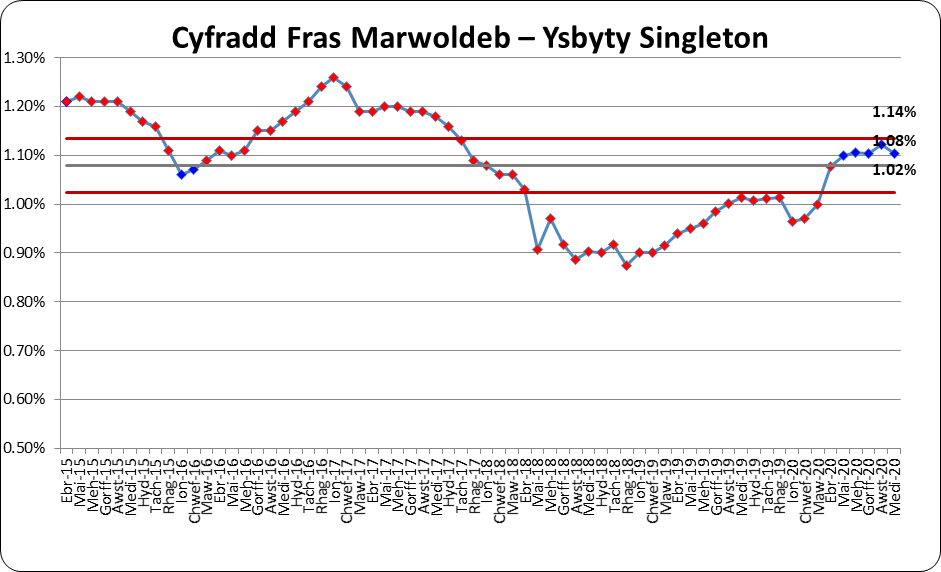 Cyfradd Fras Marwoldeb – Ysbyty Singleton
1.30%
1.20%
1.10%
1.00%
0.90%
0.80%
0.70%
0.60%
0.50%
1.14%
1.08%
1.02%
Ebr-15
Mai-15
Meh-15
Gorff-15
Awst-15
Medi-15
Hyd-15
Tach-15
Rhag-15
Ion-16
Chwef-16
Maw-16
Ebr-16
Mai-16
Meh-16
Gorff-16
Awst-16
Medi-16
Hyd-16
Tach-16
Rhag-16
Ion-17
Chwef-17
Maw-17
Ebr-17
Mai-17
Meh-17
Gorff-17
Awst-17
Medi-17
Hyd-17
Tach-17
Rhag-17
Ion-18
Chwef-18
Maw-18
Ebr-18
Mai-18
Meh-18
Gorff-18
Awst-18
Medi-18
Hyd-18
Tach-18
Rhag-18
Ion-19
Chwef-19
Maw-19
Ebr-19
Mai-19
Meh-19
Gorff-19
Awst-19
Medi-19
Hyd-19
Tach-19
Rhag-19
Ion-20
Chwef-20
Maw-20
Ebr-20
Mai-20
Meh-20
Gorff-20
Awst-20
Medi-20